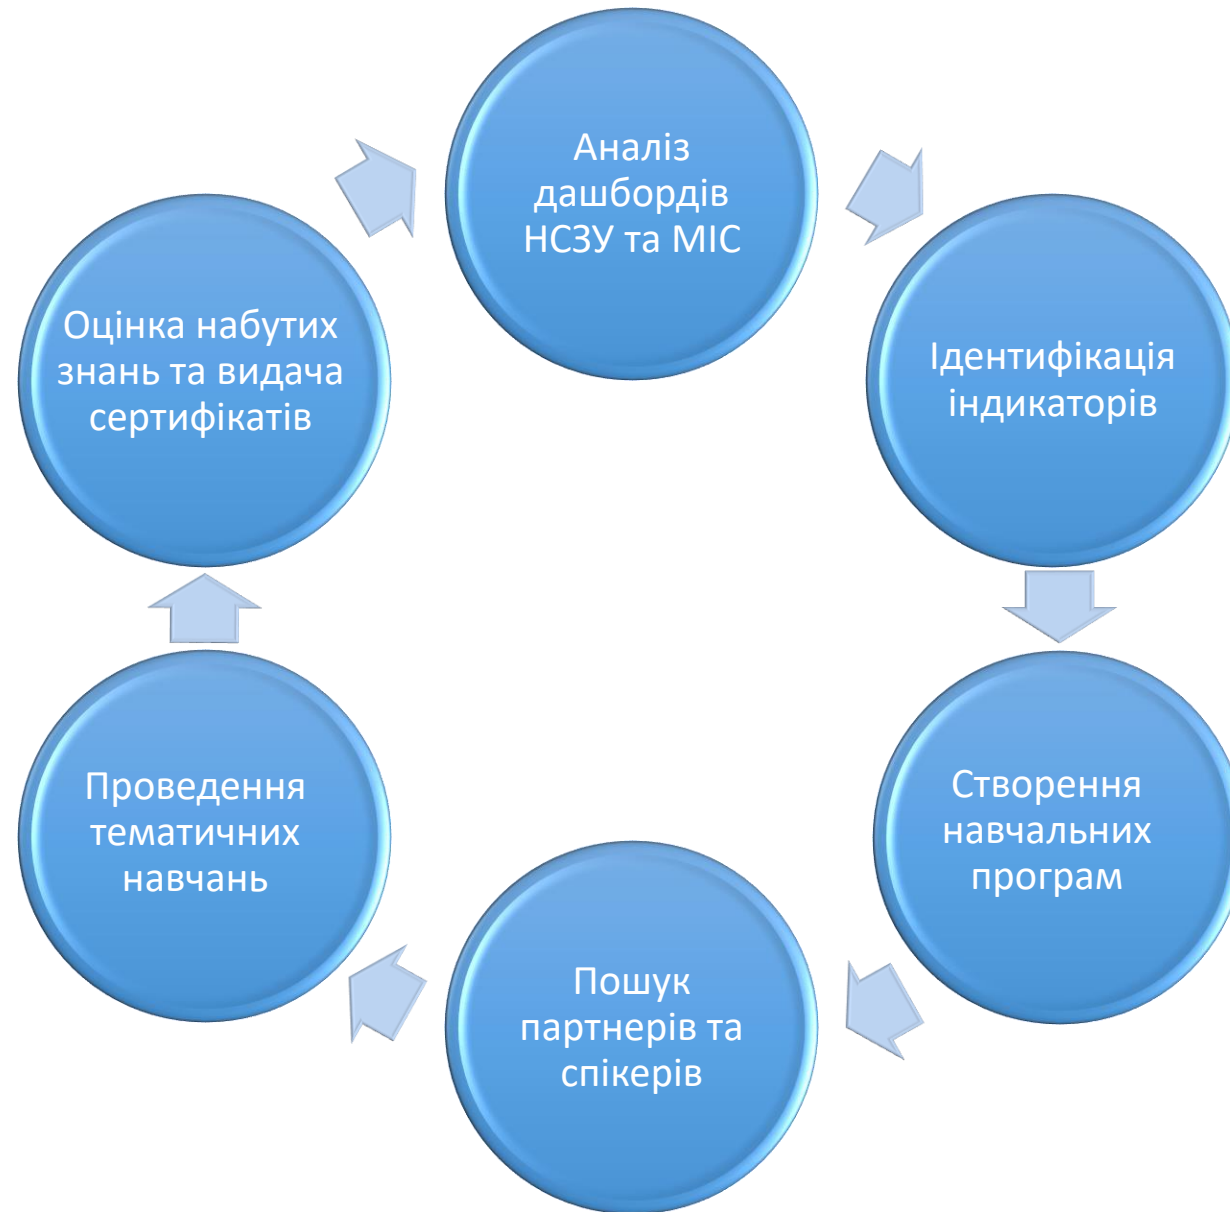 Аналіз
дашбордів
НСЗУ та МІС
Ідентифікація
індикаторів
Створення
навчальних
програм
Пошук
партнерів та
спікерів
Проведення
тематичних
навчань
Оцінка набутих
знань та видача
сертифікатів